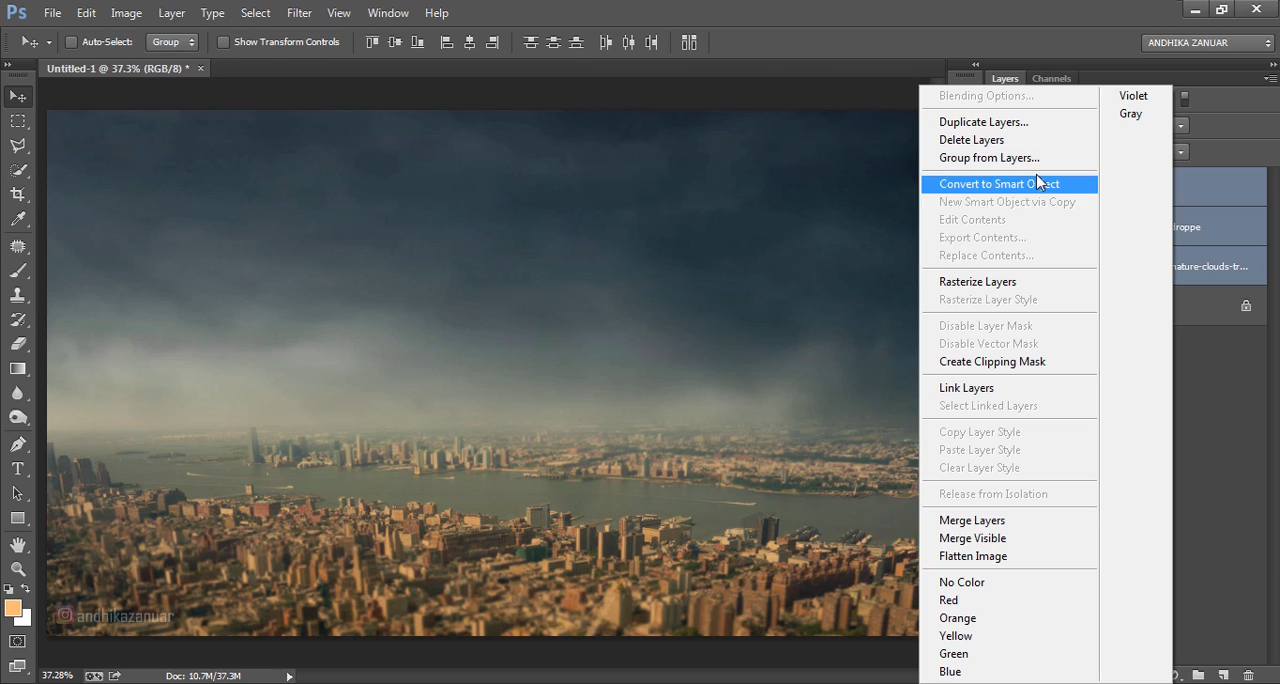 Ps File Edit Image Layer Type Select Filter View Window Help
Auto-Select: Group Show Transform Controls ANDHIKA ZANUAR
Untitled-1 @ 37.3% (RGB/8) * ×
Layers Channels
Blending Options...
Duplicate Layers...
Delete Layers
Group from Layers...
Convert to Smart Object
New Smart Object via Copy
Edit Contents
Export Contents...
Replace Contents...
Rasterize Layers
Rasterize Layer Style
Disable Layer Mask
Disable Vector Mask
Create Clipping Mask
Link Layers
Select Linked Layers
Copy Layer Style
Paste Layer Style
Clear Layer Style
Release from Isolation
Merge Layers
Merge Visible
Flatten Image
No Color
Red
Orange
Yellow
Green
Blue
Violet
Gray
droppe
nature-clouds-tr...
andhikazanuar
37.28% Doc: 10.7M/37.3M